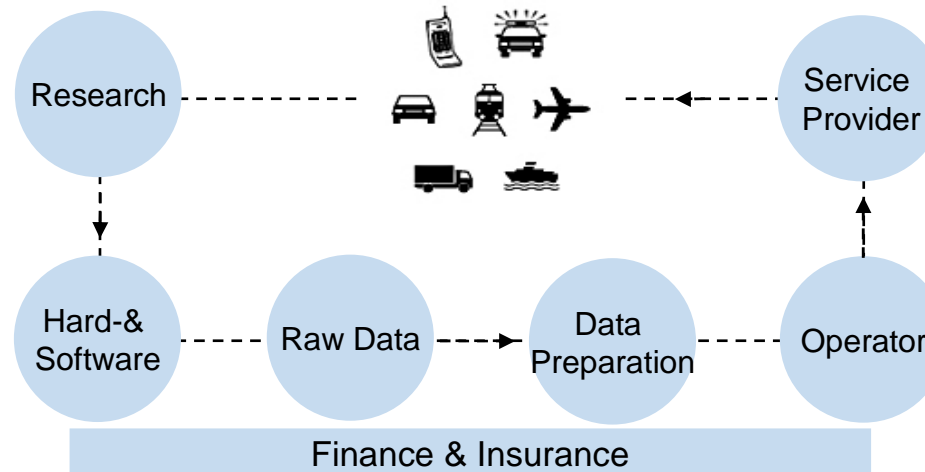 Research
Service
Provider
Hard-&
Software
Raw Data
Data
Preparation
Operator
Finance & Insurance